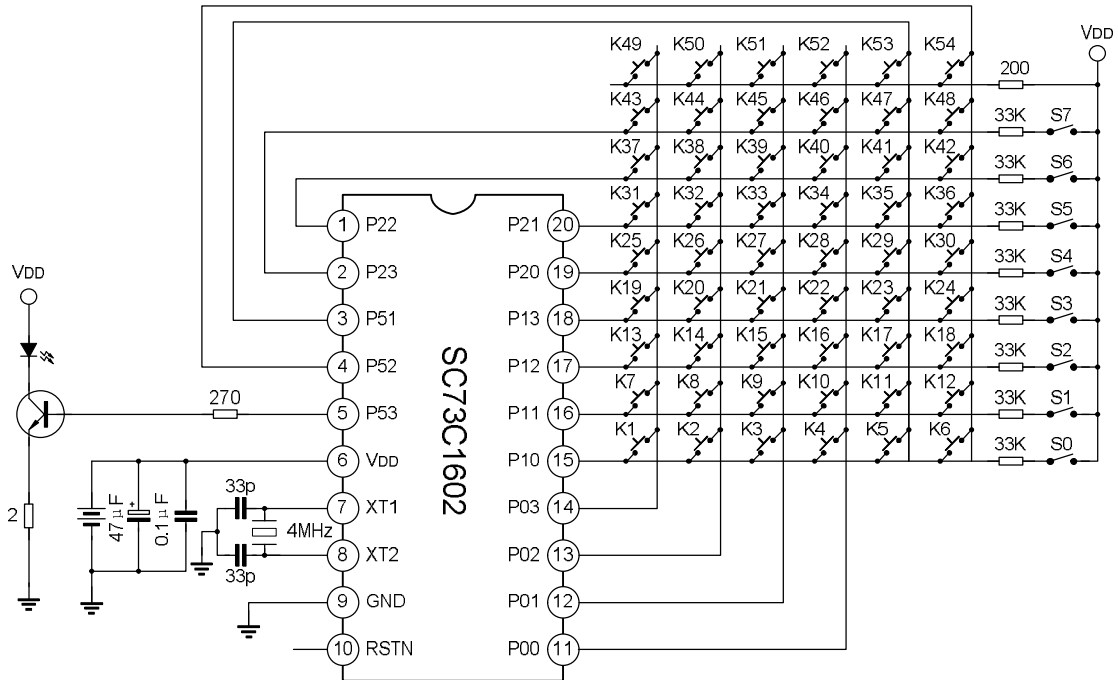 VDD
K49 K50 K51 K52 K53 K54
200
K43 K44 K45 K46 K47 K48
33K S7
K37 K38 K39 K40 K41 K42
33K S6
K31 K32 K33 K34 K35 K36
33K S5
1 P22 P21 20
K25 K26 K27 K28 K29 K30
33K S4
VDD
2 P23 P20 19
K19 K20 K21 K22 K23 K24
33K S3
3 P51 P13 18
K13 K14 K15 K16 K17 K18
33K S2
4 P52 P12 17
K7 K8 K9 K10 K11 K12
33K S1
270
5 P53 P11 16
K1 K2 K3 K4 K5 K6
33K S0
6 VDD P10 15
SC73C1602
33p
7 XT1 P03 14
2
47 μF
+
0.1 μF
4MHz
8 XT2 P02 13
33p
9 GND P01 12
10 RSTN P00 11